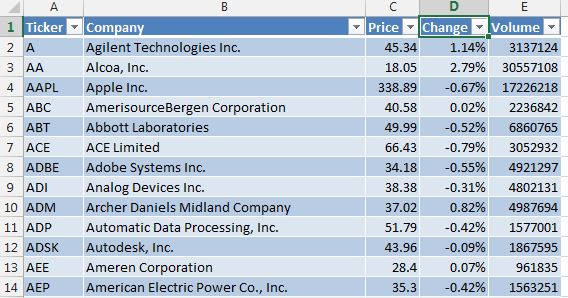 A B C D E
1 Ticker Company Price Change Volume
2 A Agilent Technologies Inc. 45.34 1.14% 3137124
3 AA Alcoa, Inc. 18.05 2.79% 30557108
4 AAPL Apple Inc. 338.89 -0.67% 17226218
5 ABC AmerisourceBergen Corporation 40.58 0.02% 2236842
6 ABT Abbott Laboratories 49.99 -0.52% 6860765
7 ACE ACE Limited 66.43 -0.79% 3052932
8 ADBE Adobe Systems Inc. 34.18 -0.55% 4921297
9 ADI Analog Devices Inc. 38.38 -0.31% 4802131
10 ADM Archer Daniels Midland Company 37.02 0.82% 4987694
11 ADP Automatic Data Processing, Inc. 51.79 -0.42% 1577001
12 ADSK Autodesk, Inc. 43.96 -0.09% 1867595
13 AEE Ameren Corporation 28.4 0.07% 961835
14 AEP American Electric Power Co., Inc. 35.3 -0.42% 1563251